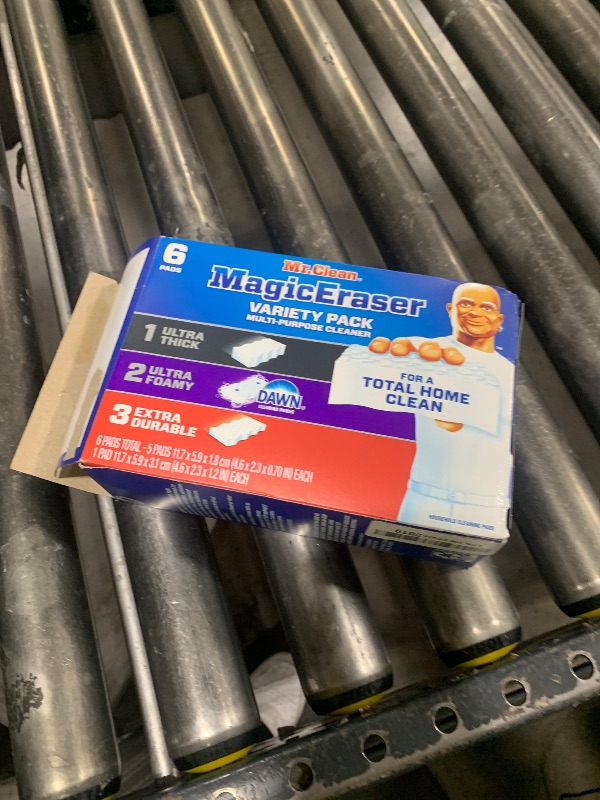 6
PADS
Mr. Clean®
MagicEraser
VARIETY PACK
MULTI-PURPOSE CLEANER
1 ULTRA
THICK
2 ULTRA
FOAMY
DAWN
3 EXTRA
DURABLE
FOR A
TOTAL HOME
CLEAN
6 PADS TOTAL - 5 PADS 11.7 x 5.9 x 1.8 cm (4.6 x 2.3 x 0.70 IN) EACH
1 PAD 11.7 x 5.9 x 3.1 cm (4.6 x 2.3 x 1.2 IN) EACH
HOUSEHOLD CLEANING PADS